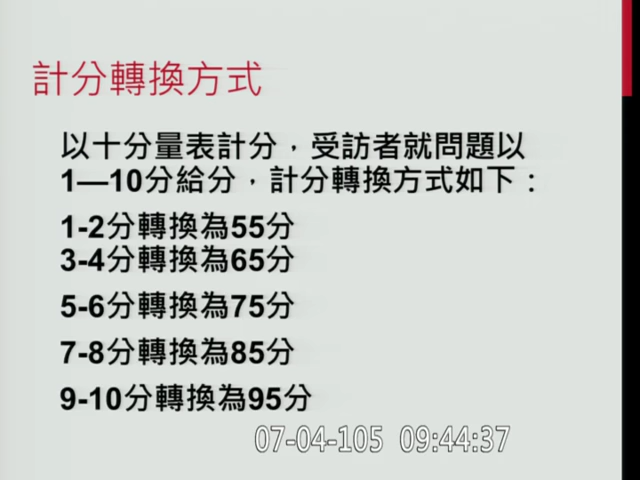 計分轉換方式
以十分量表計分，受訪者就問題以
1—10分給分，計分轉換方式如下：
1-2分轉換為55分
3-4分轉換為65分
5-6分轉換為75分
7-8分轉換為85分
9-10分轉換為95分
07-04-105 09:44:37